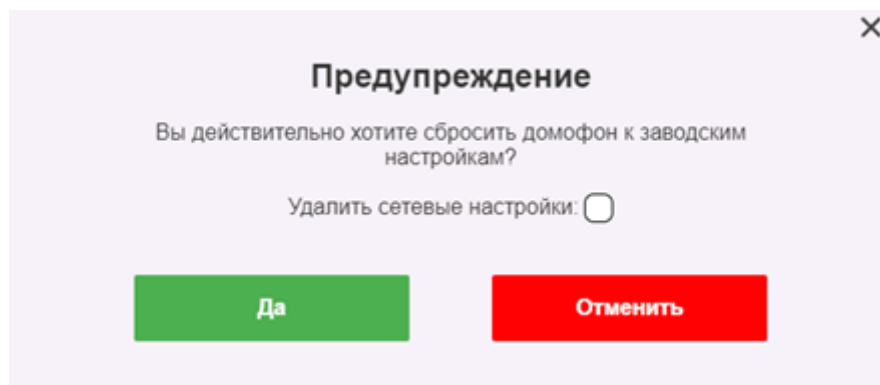 Предупреждение
Вы действительно хотите сбросить домофон к заводским
настройкам?
Удалить сетевые настройки:
Да
Отменить